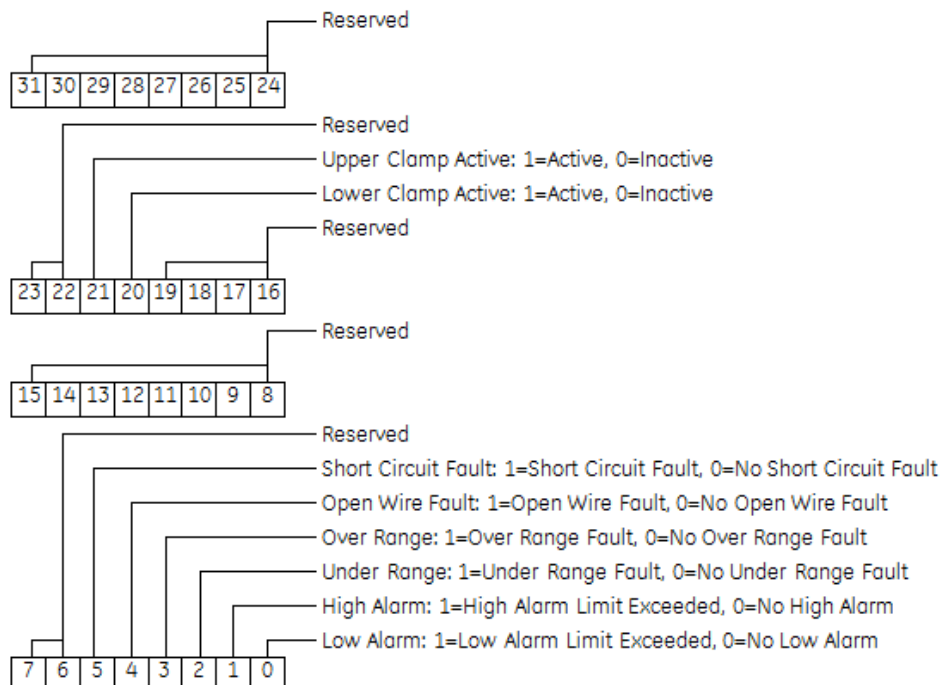 Reserved
31 30 29 28 27 26 25 24
Reserved
Upper Clamp Active: 1=Active, 0=Inactive
Lower Clamp Active: 1=Active, 0=Inactive
Reserved
23 22 21 20 19 18 17 16
Reserved
15 14 13 12 11 10 9 8
Reserved
Short Circuit Fault: 1=Short Circuit Fault, 0=No Short Circuit Fault
Open Wire Fault: 1=Open Wire Fault, 0=No Open Wire Fault
Over Range: 1=Over Range Fault, 0=No Over Range Fault
Under Range: 1=Under Range Fault, 0=No Under Range Fault
High Alarm: 1=High Alarm Limit Exceeded, 0=No High Alarm
Low Alarm: 1=Low Alarm Limit Exceeded, 0=No Low Alarm
7 6 5 4 3 2 1 0